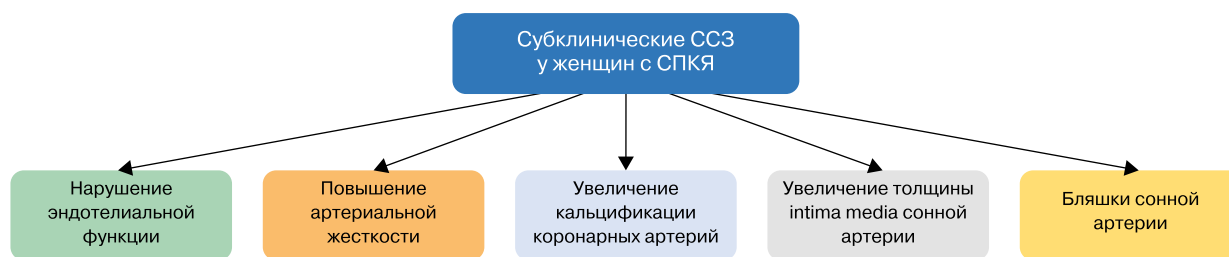 Субклинические ССЗ
у женщин с СПКЯ
Нарушение
эндотелиальной
функции
Повышение
артериальной
жесткости
Увеличение
кальцификации
коронарных артерий
Увеличение толщины
intima media сонной
артерии
Бляшки сонной
артерии